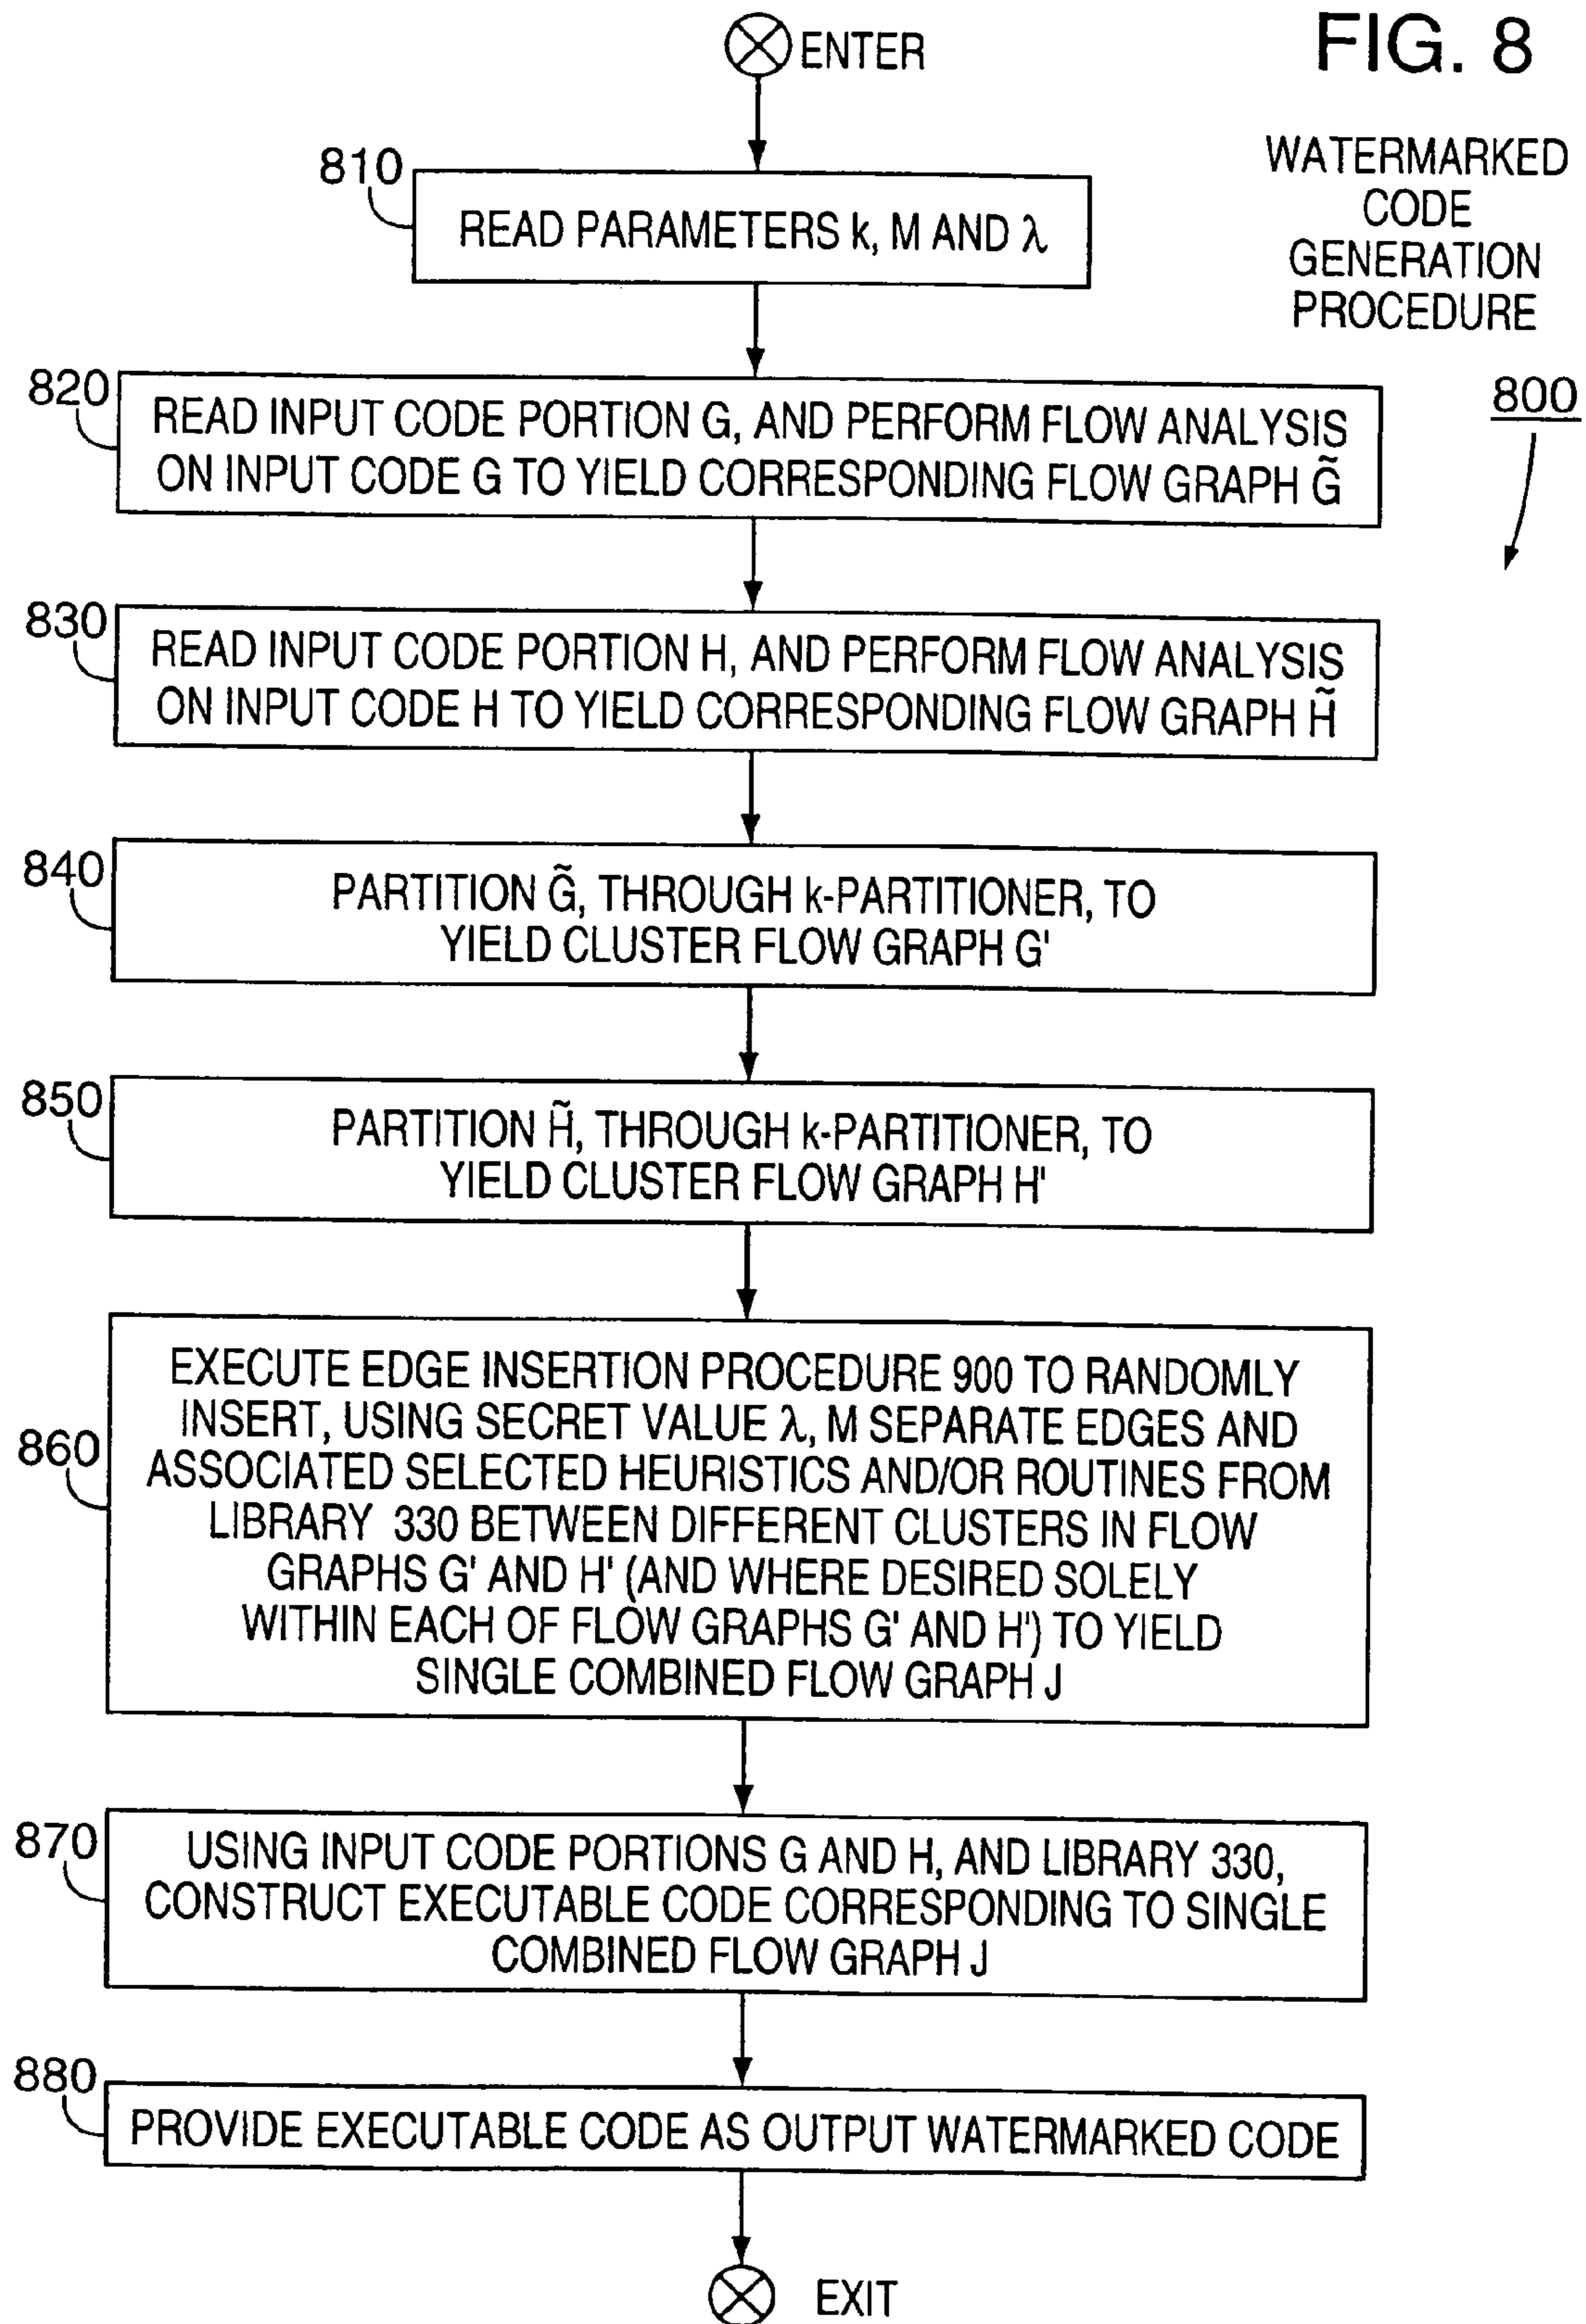 ENTER
FIG. 8
WATERMARKED
CODE
GENERATION
PROCEDURE
800
810
READ PARAMETERS k, M AND λ
820
READ INPUT CODE PORTION G, AND PERFORM FLOW ANALYSIS
ON INPUT CODE G TO YIELD CORRESPONDING FLOW GRAPH G̃
830
READ INPUT CODE PORTION H, AND PERFORM FLOW ANALYSIS
ON INPUT CODE H TO YIELD CORRESPONDING FLOW GRAPH H̃
840
PARTITION G̃, THROUGH k-PARTITIONER, TO
YIELD CLUSTER FLOW GRAPH G'
850
PARTITION H̃, THROUGH k-PARTITIONER, TO
YIELD CLUSTER FLOW GRAPH H'
860
EXECUTE EDGE INSERTION PROCEDURE 900 TO RANDOMLY
INSERT, USING SECRET VALUE λ, M SEPARATE EDGES AND
ASSOCIATED SELECTED HEURISTICS AND/OR ROUTINES FROM
LIBRARY 330 BETWEEN DIFFERENT CLUSTERS IN FLOW
GRAPHS G' AND H' (AND WHERE DESIRED SOLELY
WITHIN EACH OF FLOW GRAPHS G' AND H') TO YIELD
SINGLE COMBINED FLOW GRAPH J
870
USING INPUT CODE PORTIONS G AND H, AND LIBRARY 330,
CONSTRUCT EXECUTABLE CODE CORRESPONDING TO SINGLE
COMBINED FLOW GRAPH J
880
PROVIDE EXECUTABLE CODE AS OUTPUT WATERMARKED CODE
EXIT